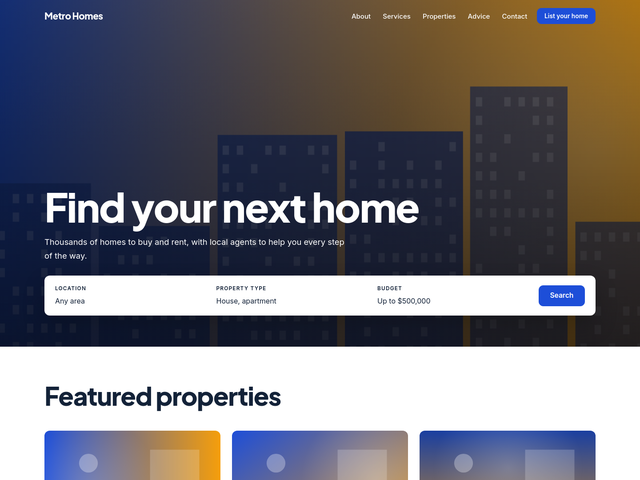 Metro Homes
About Services Properties Advice Contact List your home
Find your next home
Thousands of homes to buy and rent, with local agents to help you every step
of the way.
LOCATION PROPERTY TYPE BUDGET
Any area House, apartment Up to $500,000 Search
Featured properties